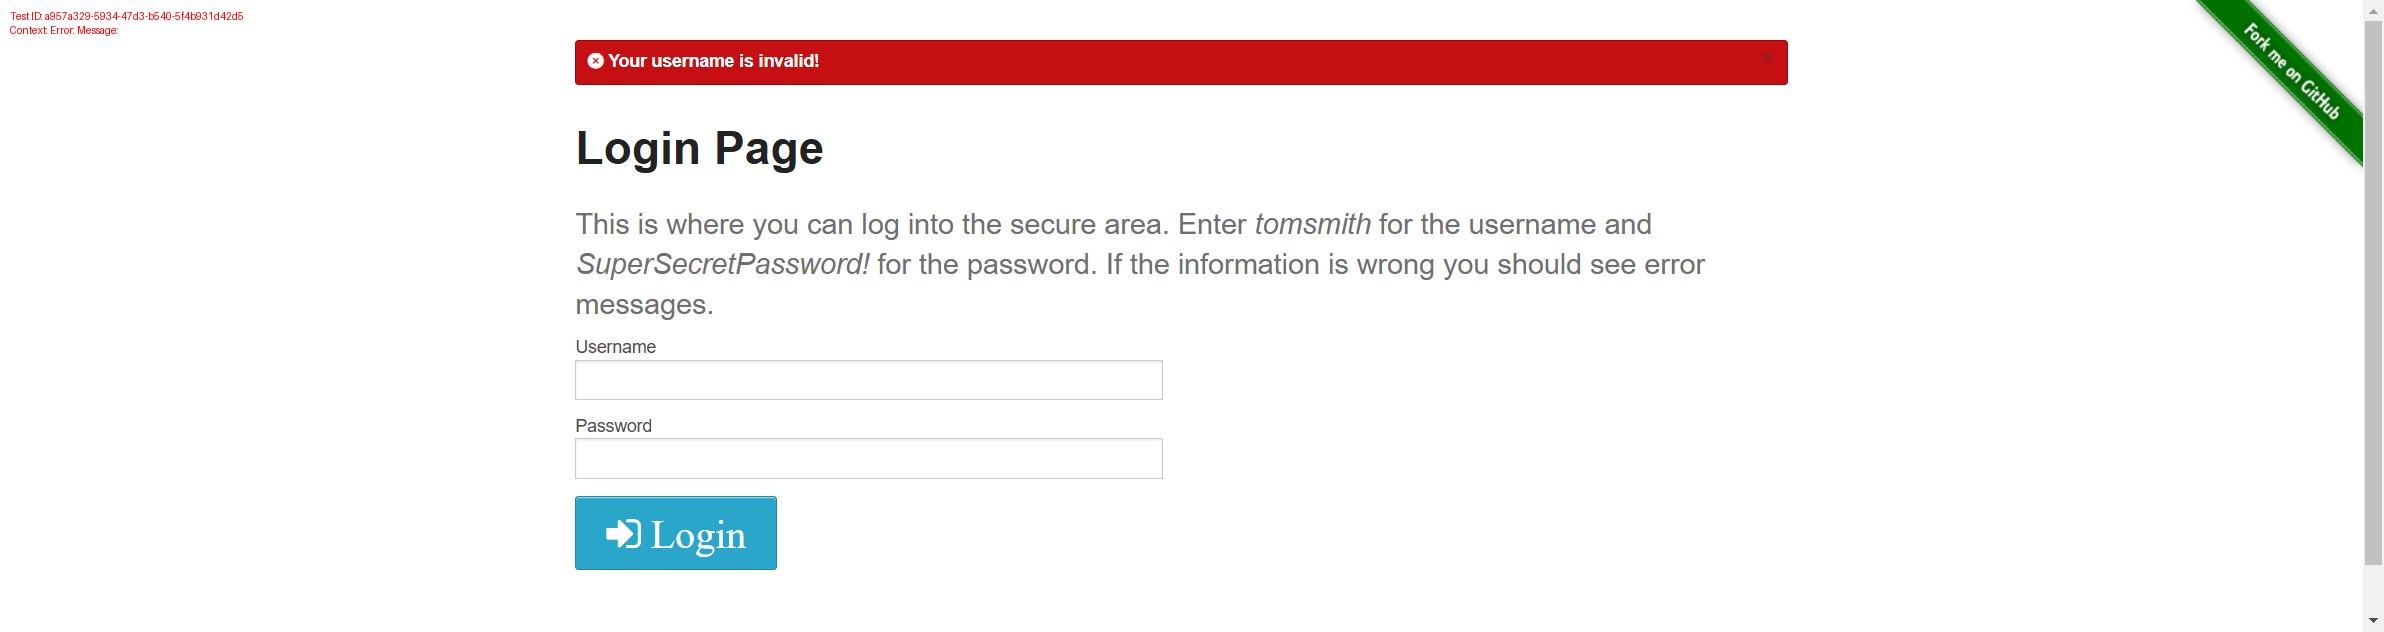 Test ID: a957a329-5934-47d3-b540-5f4b931d42d5
Context: Error: Message:
Your username is invalid!
Fork me on GitHub
Login Page
This is where you can log into the secure area. Enter tomsmith for the username and
SuperSecretPassword! for the password. If the information is wrong you should see error
messages.
Username
Password
Login